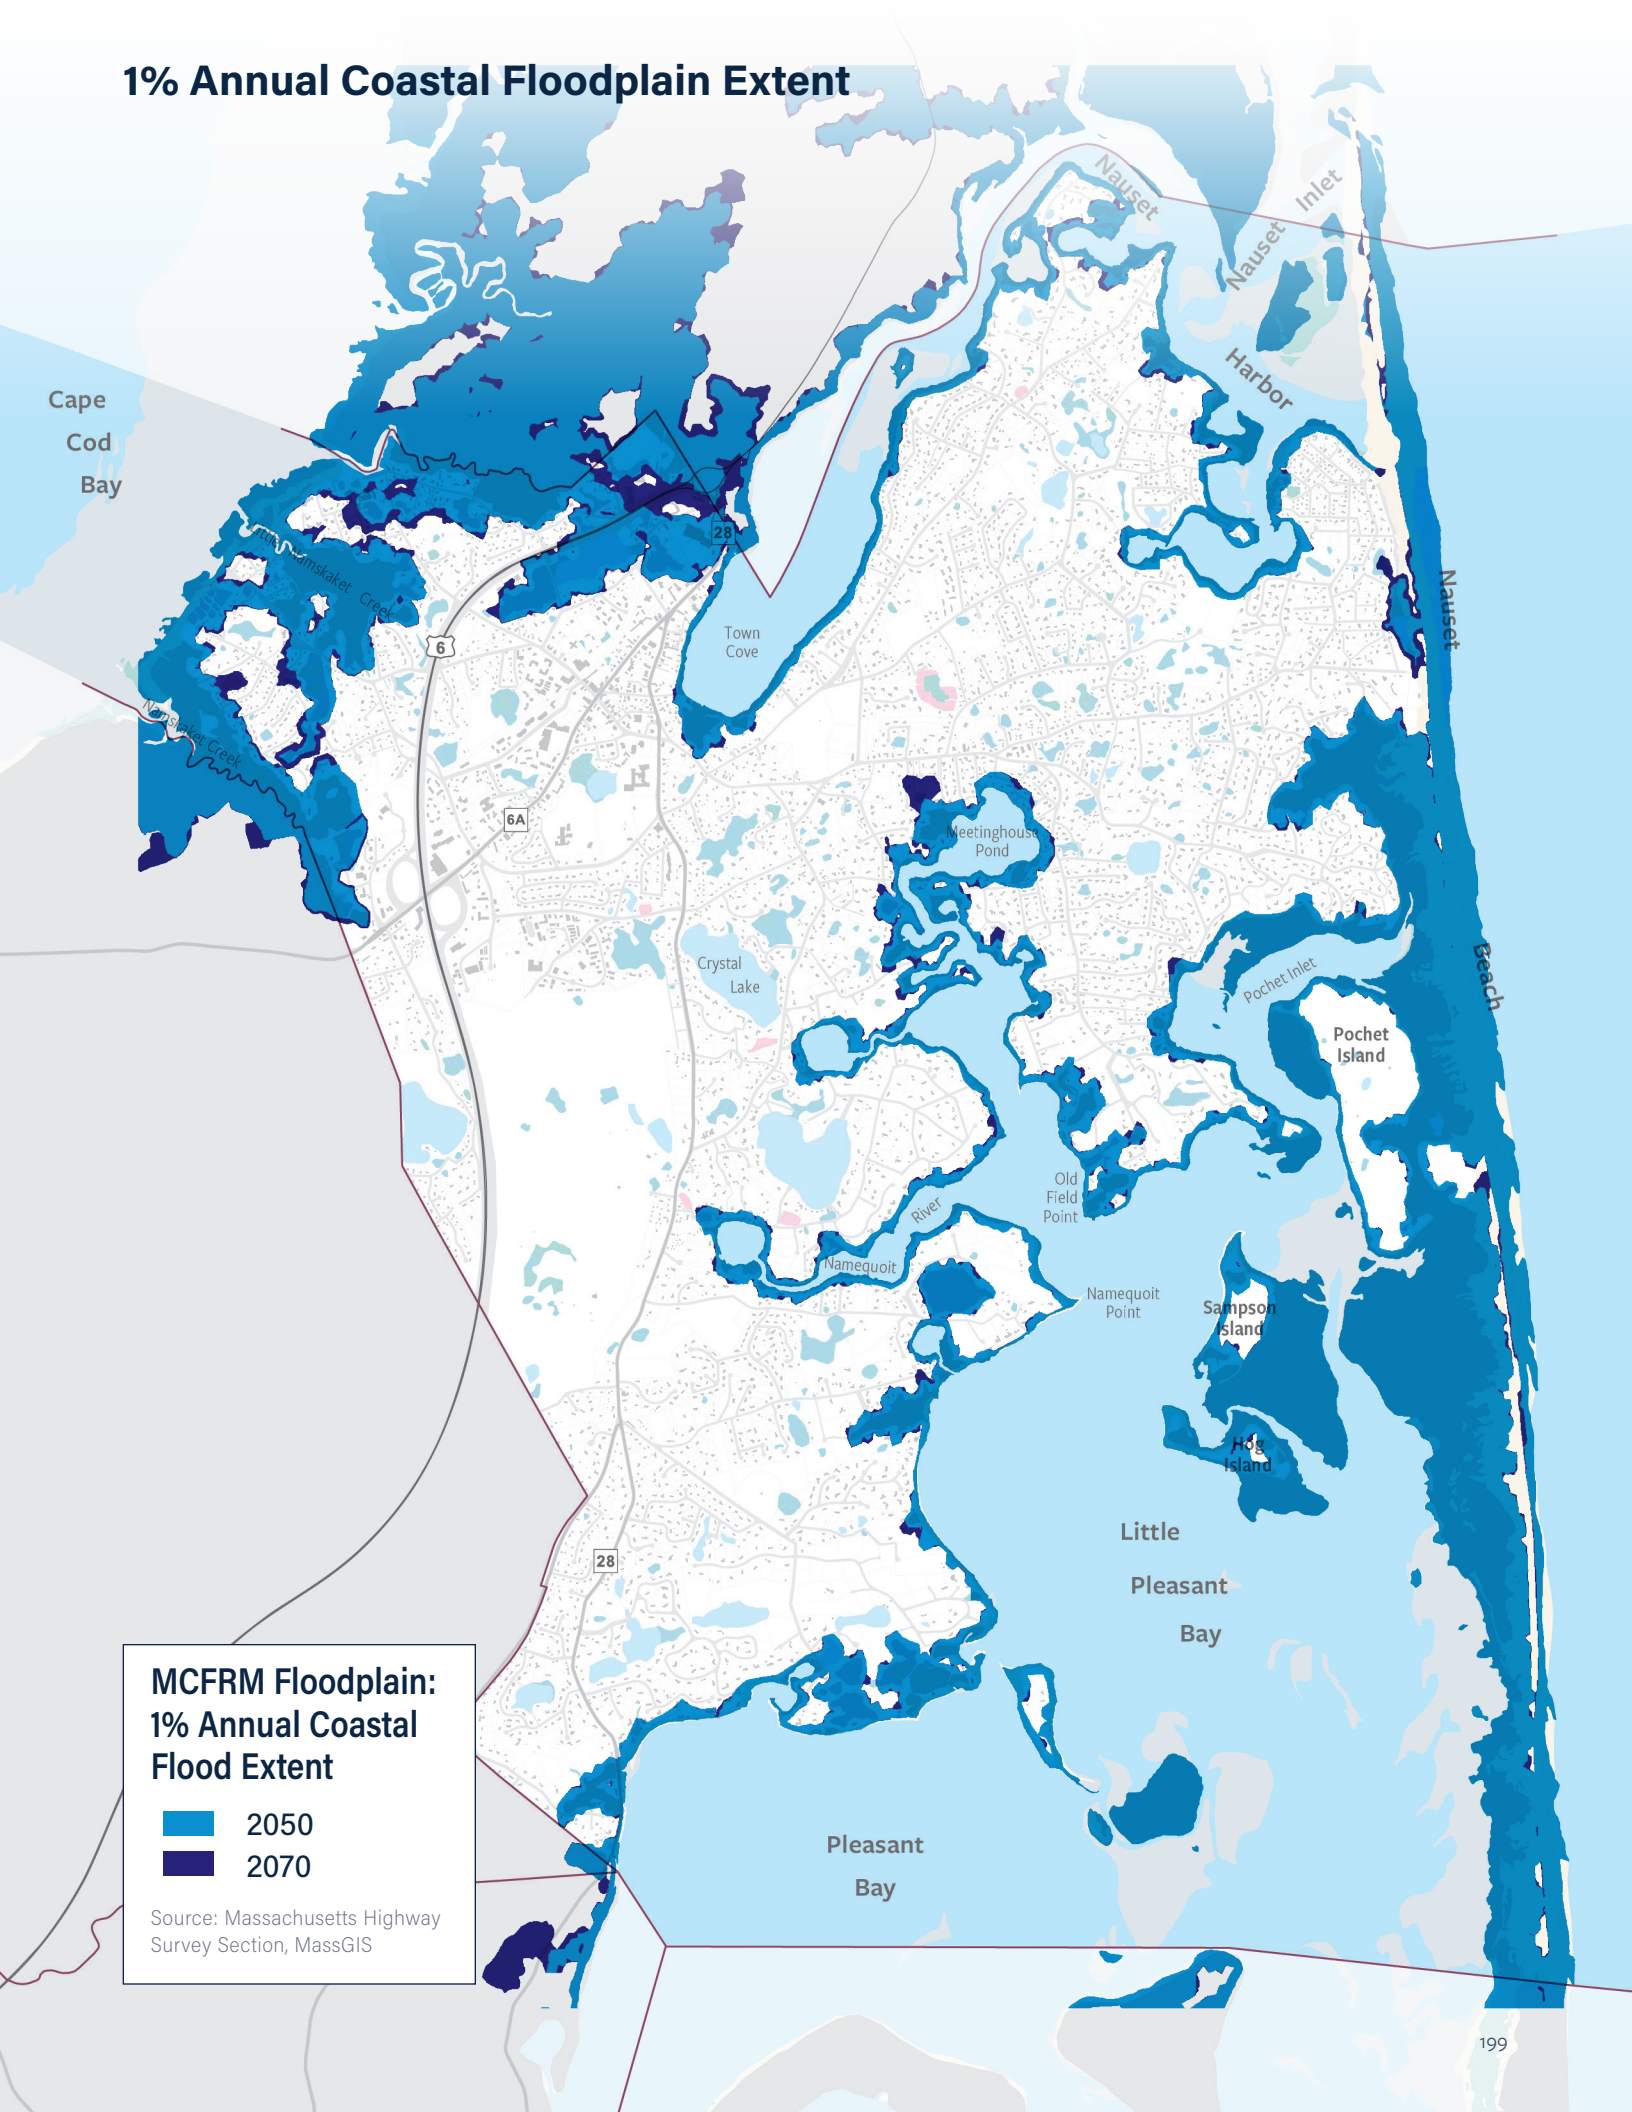 1% Annual Coastal Floodplain Extent
Nauset
Inlet
Nauset
Harbor
Cape
Cod
Bay
28
Little Namskaket Creek
Nauset
6
Town
Cove
Namskaket Creek
6A
Meetinghouse
Pond
Crystal
Lake
Beach
Pochet Inlet
Pochet
Island
Old
Field
Point
River
Namequoit
Namequoit
Point
Sampson
Island
Hog
Island
Little
Pleasant
Bay
28
MCFRM Floodplain:
1% Annual Coastal
Flood Extent
2050
2070
Source: Massachusetts Highway
Survey Section, MassGIS
Pleasant
Bay
199